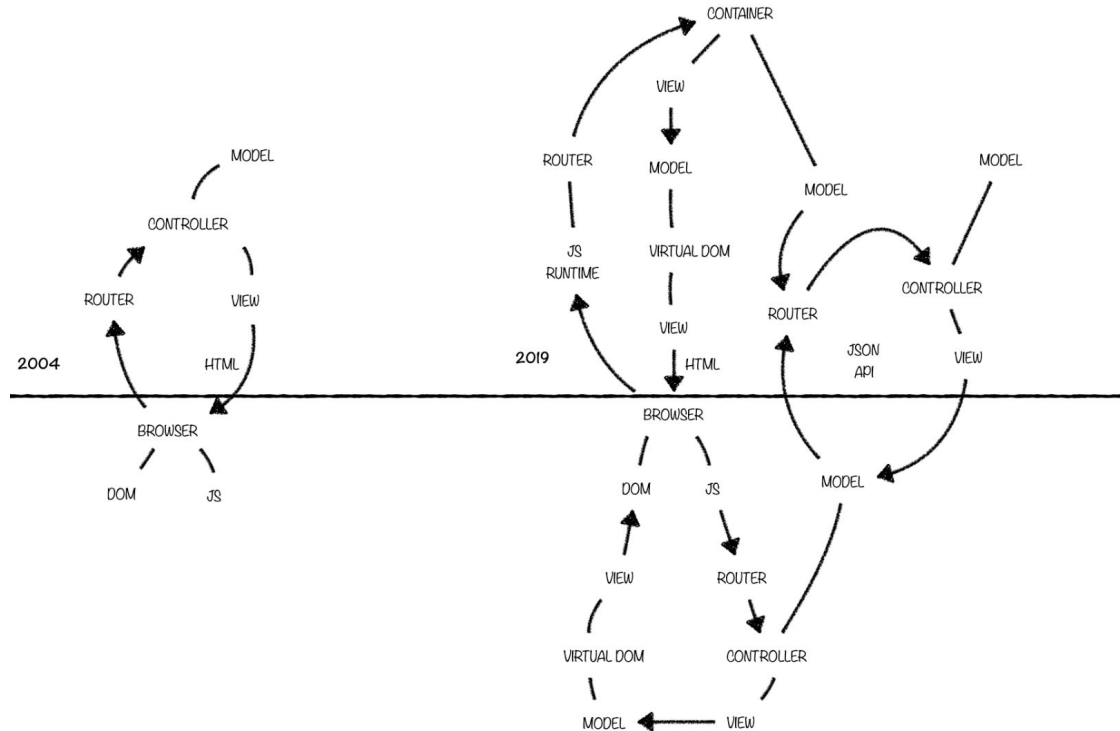 CONTAINER
VIEW
MODEL
ROUTER
MODEL
MODEL
MODEL
MODEL
CONTROLLER
VIRTUAL DOM
JS
RUNTIME
CONTROLLER
ROUTER
VIEW
ROUTER
VIEW
JSON
API
VIEW
2004
HTML
2019
HTML
BROWSER
BROWSER
DOM
JS
DOM
JS
MODEL
VIEW
ROUTER
VIRTUAL DOM
CONTROLLER
MODEL
VIEW